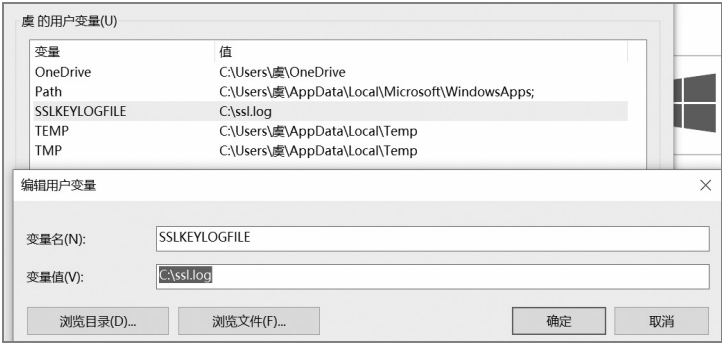 虞 的用户变量(U)
变量 值
OneDrive C:\Users\虞\OneDrive
Path C:\Users\虞\AppData\Local\Microsoft\WindowsApps;
SSLKEYLOGFILE C:\ssl.log
TEMP C:\Users\虞\AppData\Local\Temp
TMP C:\Users\虞\AppData\Local\Temp
编辑用户变量
变量名(N): SSLKEYLOGFILE
变量值(V): C:\ssl.log
浏览目录(D)... 浏览文件(F)... 确定 取消